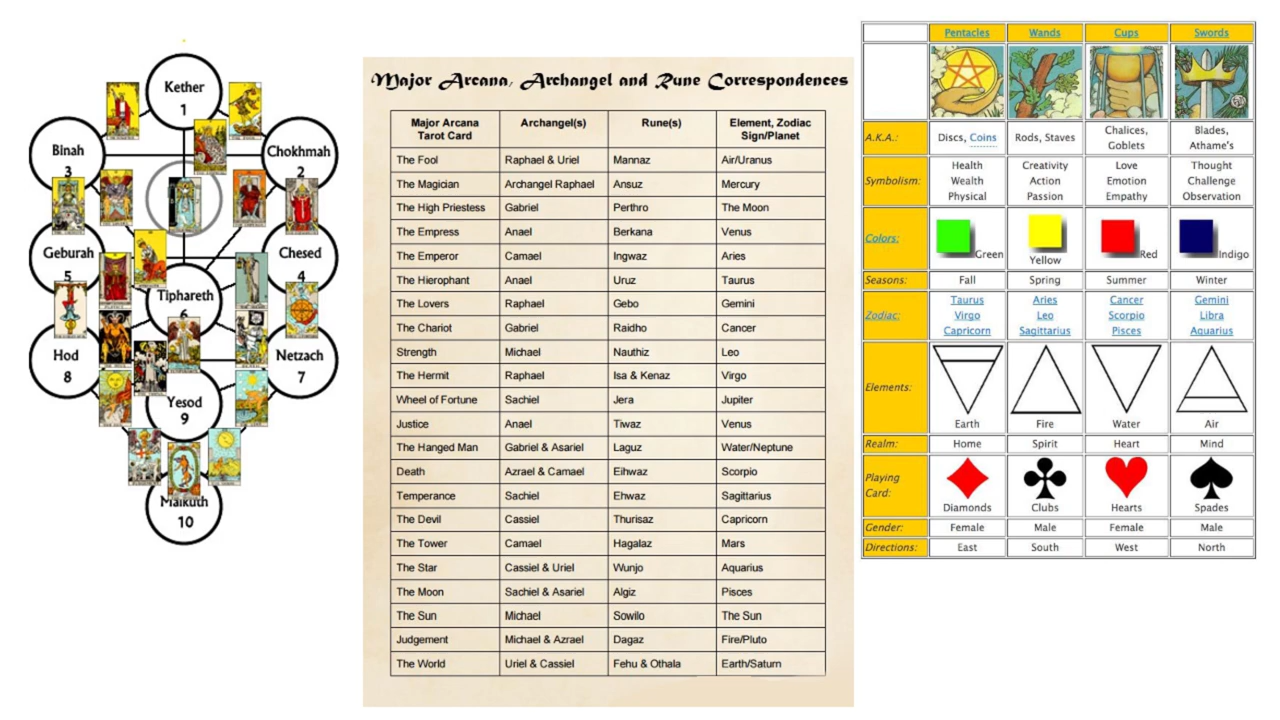 Kether
1
Binah
3
Chokhmah
2
Geburah
5
Chesed
4
Tiphareth
6
Hod
8
Netzach
7
Yesod
9
Malkuth
10
Major Arcana, Archangel and Rune Correspondences
Major Arcana Tarot Card Archangel(s) Rune(s) Element, Zodiac Sign/Planet
The Fool Raphael & Uriel Mannaz Air/Uranus
The Magician Archangel Raphael Ansuz Mercury
The High Priestess Gabriel Perthro The Moon
The Empress Anael Berkana Venus
The Emperor Camael Ingwaz Aries
The Hierophant Anael Uruz Taurus
The Lovers Raphael Gebo Gemini
The Chariot Gabriel Raidho Cancer
Strength Michael Nauthiz Leo
The Hermit Raphael Isa & Kenaz Virgo
Wheel of Fortune Sachiel Jera Jupiter
Justice Anael Tiwaz Venus
The Hanged Man Gabriel & Asariel Laguz Water/Neptune
Death Azrael & Camael Eihwaz Scorpio
Temperance Sachiel Ehwaz Sagittarius
The Devil Cassiel Thurisaz Capricorn
The Tower Camael Hagalaz Mars
The Star Cassiel & Uriel Wunjo Aquarius
The Moon Sachiel & Asariel Algiz Pisces
The Sun Michael Sowilo The Sun
Judgement Michael & Azrael Dagaz Fire/Pluto
The World Uriel & Cassiel Fehu & Othala Earth/Saturn
Pentacles Wands Cups Swords
A.K.A.: Discs, Coins Rods, Staves Chalices, Goblets Blades, Athame's
Symbolism: Health Creativity Love Thought
Wealth Action Emotion Challenge
Physical Passion Empathy Observation
Colors: Green Yellow Red Indigo
Seasons: Fall Spring Summer Winter
Zodiac: Taurus Aries Cancer Gemini
Virgo Leo Scorpio Libra
Capricorn Sagittarius Pisces Aquarius
Elements: Earth Fire Water Air
Realm: Home Spirit Heart Mind
Playing Card: Diamonds Clubs Hearts Spades
Gender: Female Male Female Male
Directions: East South West North